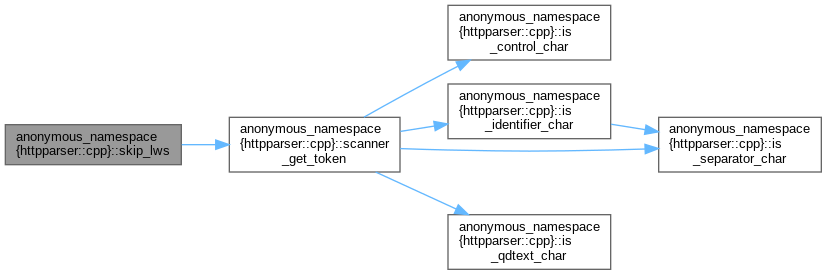 anonymous_namespace
{httpparser::cpp}::skip_lws
anonymous_namespace
{httpparser::cpp}::scanner
_get_token
anonymous_namespace
{httpparser::cpp}::is
_control_char
anonymous_namespace
{httpparser::cpp}::is
_identifier_char
anonymous_namespace
{httpparser::cpp}::is
_separator_char
anonymous_namespace
{httpparser::cpp}::is
_qdtext_char